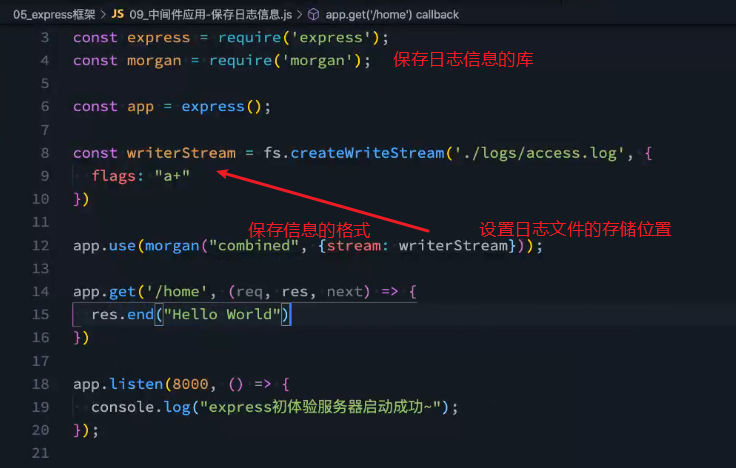 05_express框架 > JS 09_中间件应用-保存日志信息.js > app.get('/home') callback
3 const express = require('express');
4 const morgan = require('morgan'); 保存日志信息的库
5
6 const app = express();
7
8 const writerStream = fs.createWriteStream('./logs/access.log', {
9 flags: "a+"
10 })
11
保存信息的格式 设置日志文件的存储位置
12 app.use(morgan("combined", {stream: writerStream}));
13
14 app.get('/home', (req, res, next) => {
15 res.end("Hello World")
16 })
17
18 app.listen(8000, () => {
19 console.log("express初体验服务器启动成功~");
20 });
21